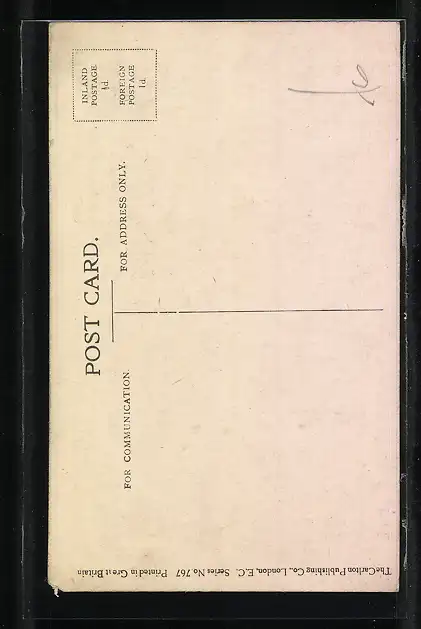 POST CARD.
INLAND
POSTAGE
½d.
FOREIGN
POSTAGE
1d.
FOR COMMUNICATION.
FOR ADDRESS ONLY.
The Carlton Publishing Co., London, E.C. Series No. 767 Printed in Great Britain